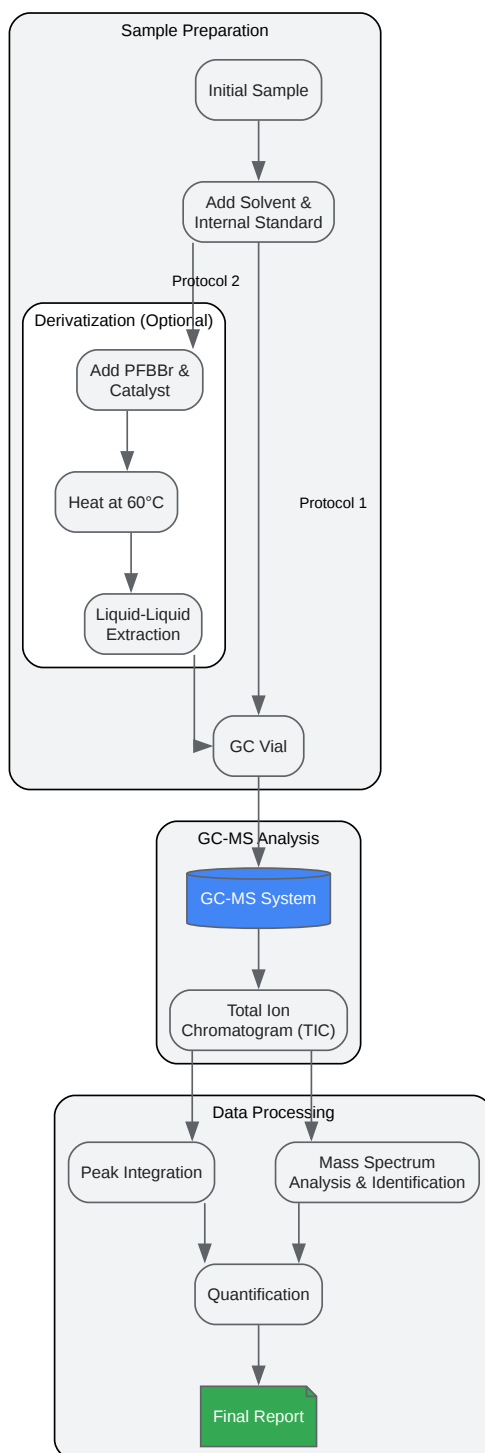 Sample Preparation
Initial Sample
Add Solvent &
Internal Standard
Protocol 2
Derivatization (Optional)
Add PFBBr &
Catalyst
Heat at 60°C
Protocol 1
Liquid-Liquid
Extraction
GC Vial
GC-MS Analysis
GC-MS System
Total Ion
Chromatogram (TIC)
Data Processing
Peak Integration
Mass Spectrum
Analysis & Identification
Quantification
Final Report